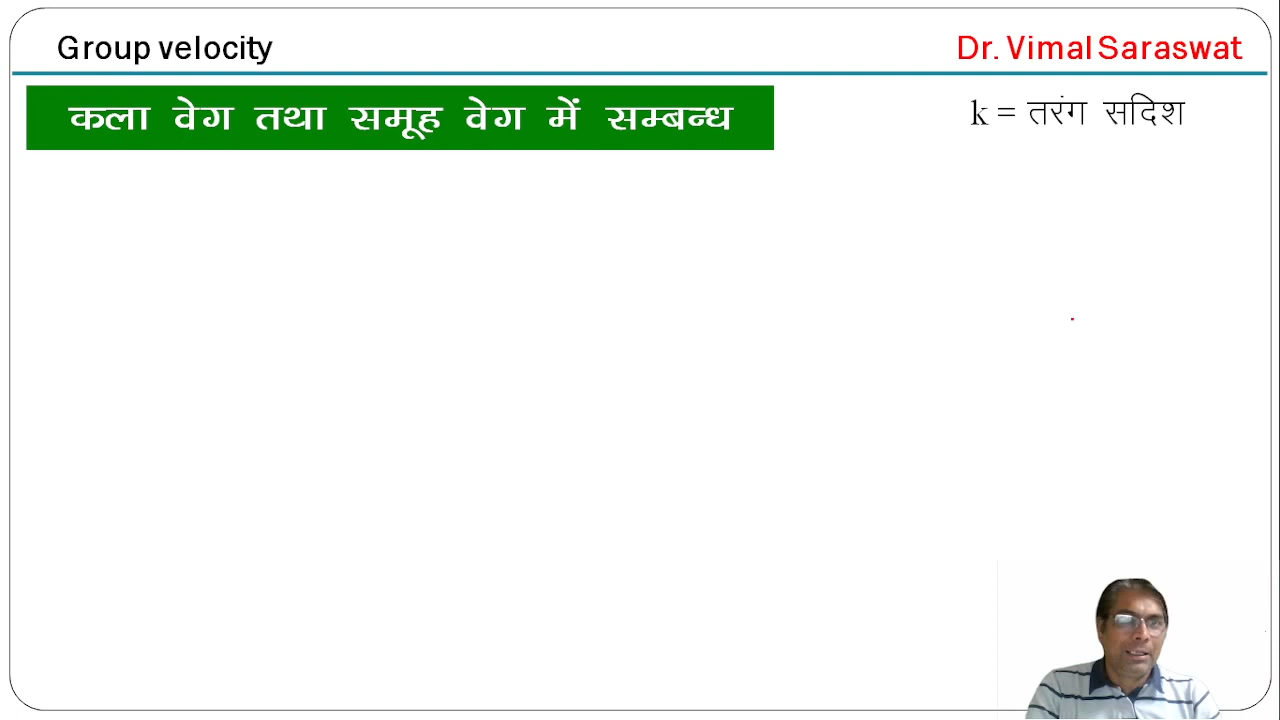 Group velocity
Dr. Vimal Saraswat
कला वेग तथा समूह वेग में सम्बन्ध
k = तरंग सदिश